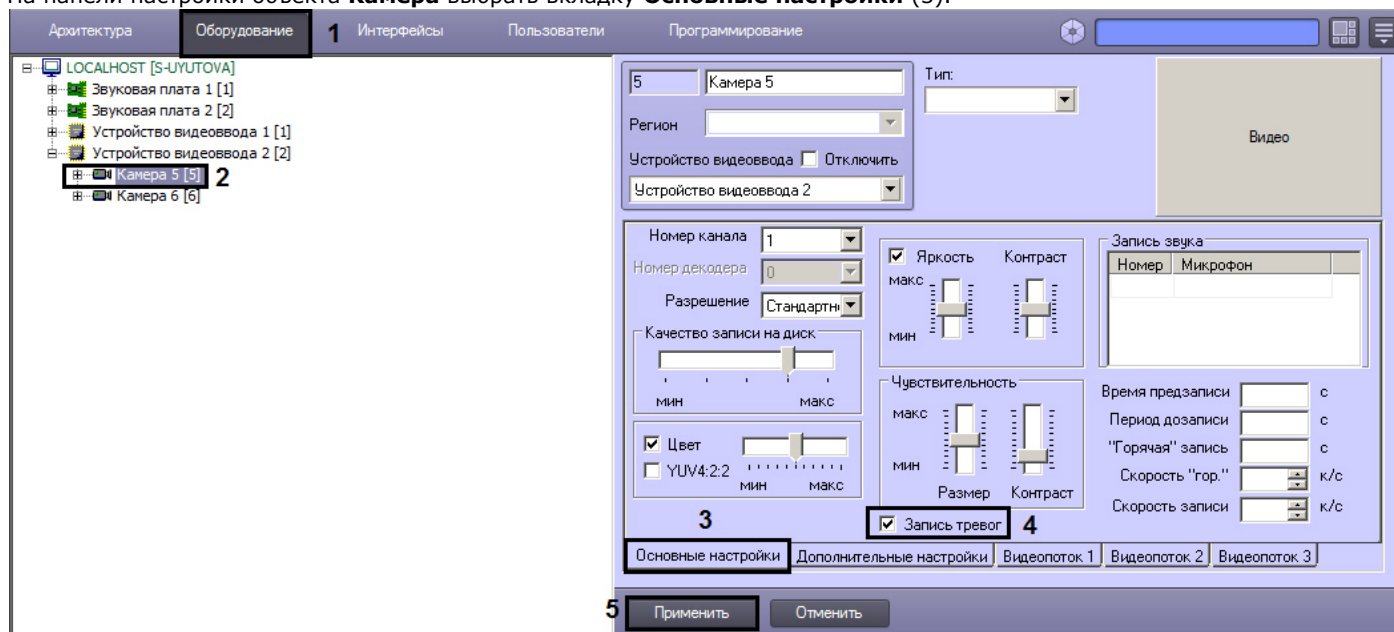 На панели настройки объекта Камера выбрать вкладку Основные настройки (3).
Архитектура Оборудование 1 Интерфейсы Пользователи Программирование
LOCALHOST [S-UYUTOVA]
Звуковая плата 1 [1]
Звуковая плата 2 [2]
Устройство видеоввода 1 [1]
Устройство видеоввода 2 [2]
Камера 5 [5] 2
Камера 6 [6]
5 Камера 5
Тип:
Регион
Устройство видеоввода Отключить
Устройство видеоввода 2
Видео
Номер канала 1
Номер декодера 0
Разрешение Стандартн
Качество записи на диск
мин макс
Цвет
YUV4:2:2
мин макс
3
Яркость Контраст
макс
мин
Чувствительность
макс
мин
Размер Контраст
Запись тревог 4
Запись звука
Номер Микрофон
Время предзаписи с
Период дозаписи с
"Горячая" запись с
Скорость "гор." к/с
Скорость записи к/с
Основные настройки Дополнительные настройки Видеопоток 1 Видеопоток 2 Видеопоток 3
5 Применить Отменить